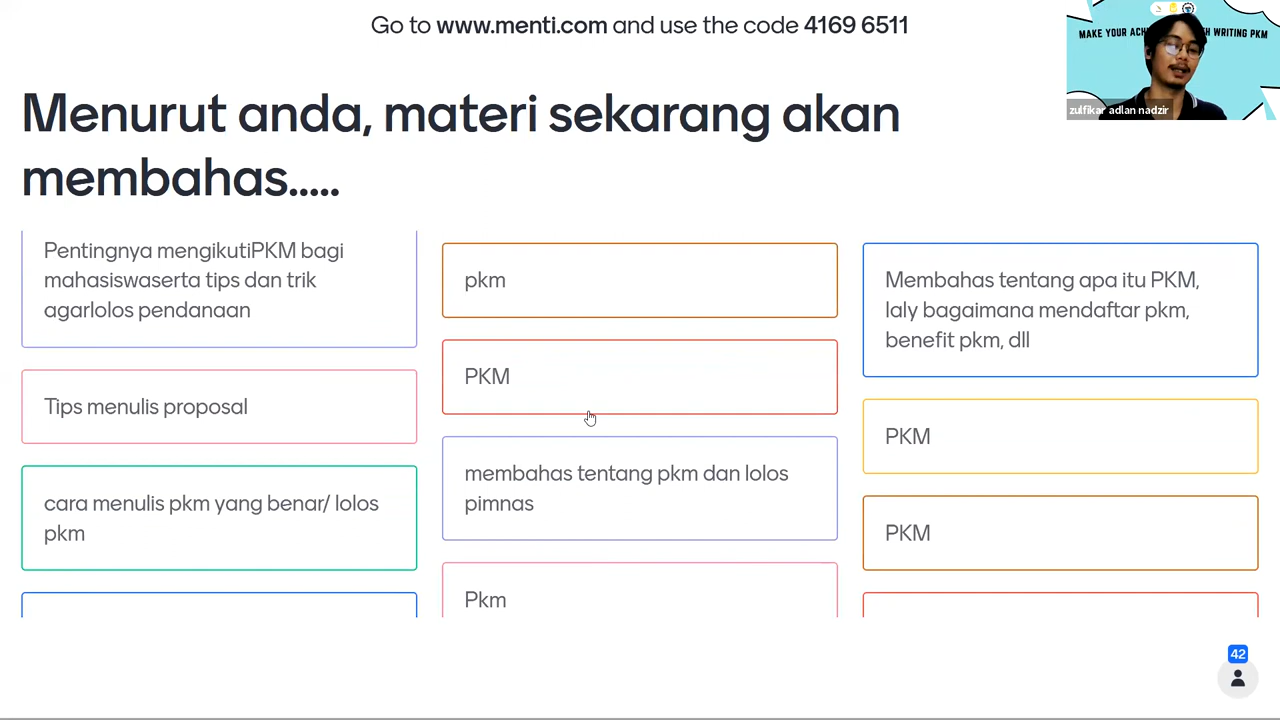 Go to www.menti.com and use the code 4169 6511
MAKE YOUR ACH
TH WRITING PKM
zulfikar adlan nadzir
Menurut anda, materi sekarang akan
membahas.....
Pentingnya mengikutiPKM bagi
mahasiswaserta tips dan trik
agarlolos pendanaan
Tips menulis proposal
cara menulis pkm yang benar/ lolos
pkm
pkm
PKM
membahas tentang pkm dan lolos
pimnas
Pkm
Membahas tentang apa itu PKM,
laly bagaimana mendaftar pkm,
benefit pkm, dll
PKM
PKM
42